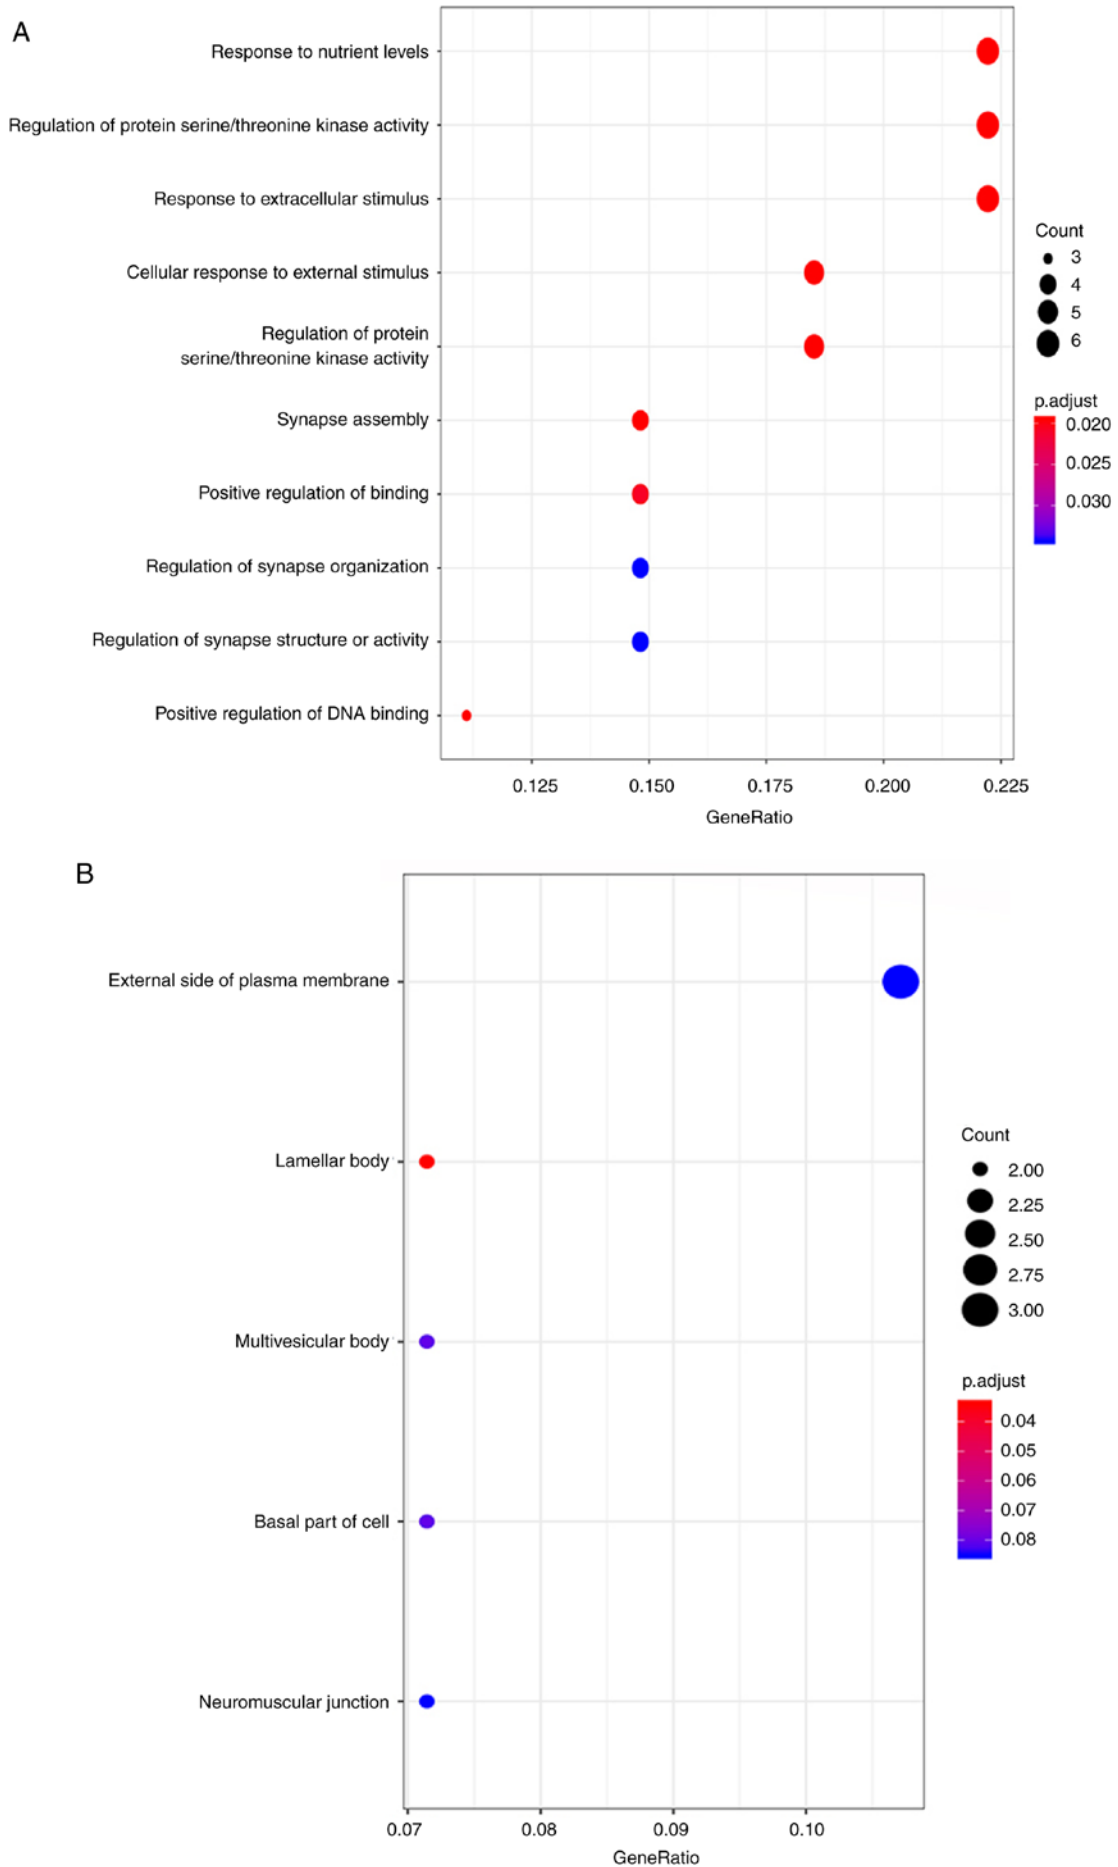 A
Response to nutrient levels
Regulation of protein serine/threonine kinase activity
Response to extracellular stimulus
Cellular response to external stimulus
Regulation of protein
serine/threonine kinase activity
Synapse assembly
Positive regulation of binding
Regulation of synapse organization
Regulation of synapse structure or activity
Positive regulation of DNA binding
0.125 0.150 0.175 0.200 0.225
GeneRatio
Count
3
4
5
6
p.adjust
0.020
0.025
0.030
B
External side of plasma membrane
Lamellar body
Multivesicular body
Basal part of cell
Neuromuscular junction
0.07 0.08 0.09 0.10
GeneRatio
Count
2.00
2.25
2.50
2.75
3.00
p.adjust
0.04
0.05
0.06
0.07
0.08